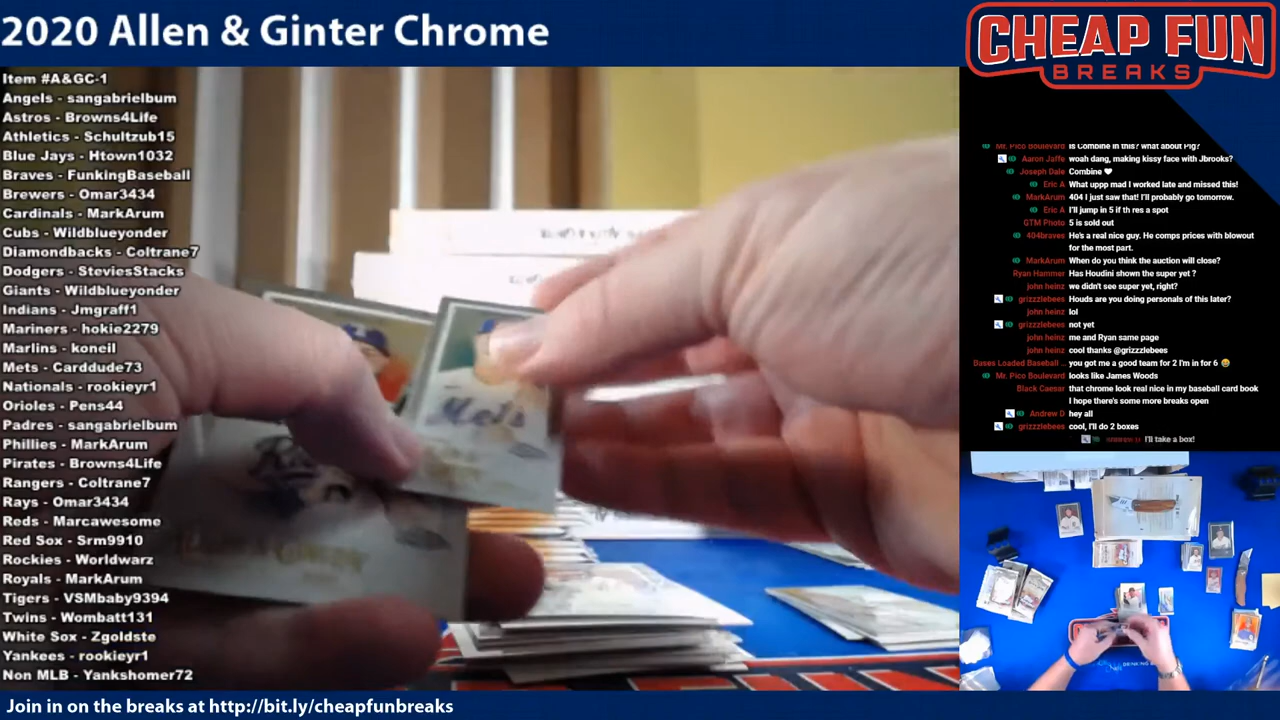 2020 Allen & Ginter Chrome
CHEAP FUN
BREAKS
Item #A&GC-1
Angels - sangabrielbum
Astros - Browns4Life
Athletics - Schultzub15
Blue Jays - Htown1032
Braves - FunkingBaseball
Brewers - Omar3434
Cardinals - MarkArum
Cubs - Wildblueyonder
Diamondbacks - Coltrane7
Dodgers - SteviesStacks
Giants - Wildblueyonder
Indians - Jmgraff1
Mariners - hokie2279
Marlins - koneil
Mets - Carddude73
Nationals - rookieyr1
Orioles - Pens44
Padres - sangabrielbum
Phillies - MarkArum
Pirates - Browns4Life
Rangers - Coltrane7
Rays - Omar3434
Reds - Marcawesome
Red Sox - Srm9910
Rockies - Worldwarz
Royals - MarkArum
Tigers - VSMbaby9394
Twins - Wombatt131
White Sox - Zgoldste
Yankees - rookieyr1
Non MLB - Yankshomer72
Mets
Mr. Pico Boulevard Is Combine in this? what about Pig?
Aaron Jaffe woah dang, making kissy face with Jbrooks?
Joseph Dale Combine ❤
Eric A What uppp mad I worked late and missed this!
MarkArum 404 I just saw that! I'll probably go tomorrow.
Eric A I'll jump in 5 if th res a spot
GTM Photo 5 is sold out
404braves He's a real nice guy. He comps prices with blowout
for the most part.
MarkArum When do you think the auction will close?
Ryan Hammer Has Houdini shown the super yet ?
john heinz we didn't see super yet, right?
grizzzlebees Houds are you doing personals of this later?
john heinz lol
grizzzlebees not yet
john heinz me and Ryan same page
john heinz cool thanks @grizzzlebees
Bases Loaded Baseball ... you got me a good team for 2 I'm in for 6 😆
Mr. Pico Boulevard looks like James Woods
Black Caesar that chrome look real nice in my baseball card book
I hope there's some more breaks open
Andrew D hey all
grizzzlebees cool, I'll do 2 boxes
I'll take a box!
Join in on the breaks at http://bit.ly/cheapfunbreaks